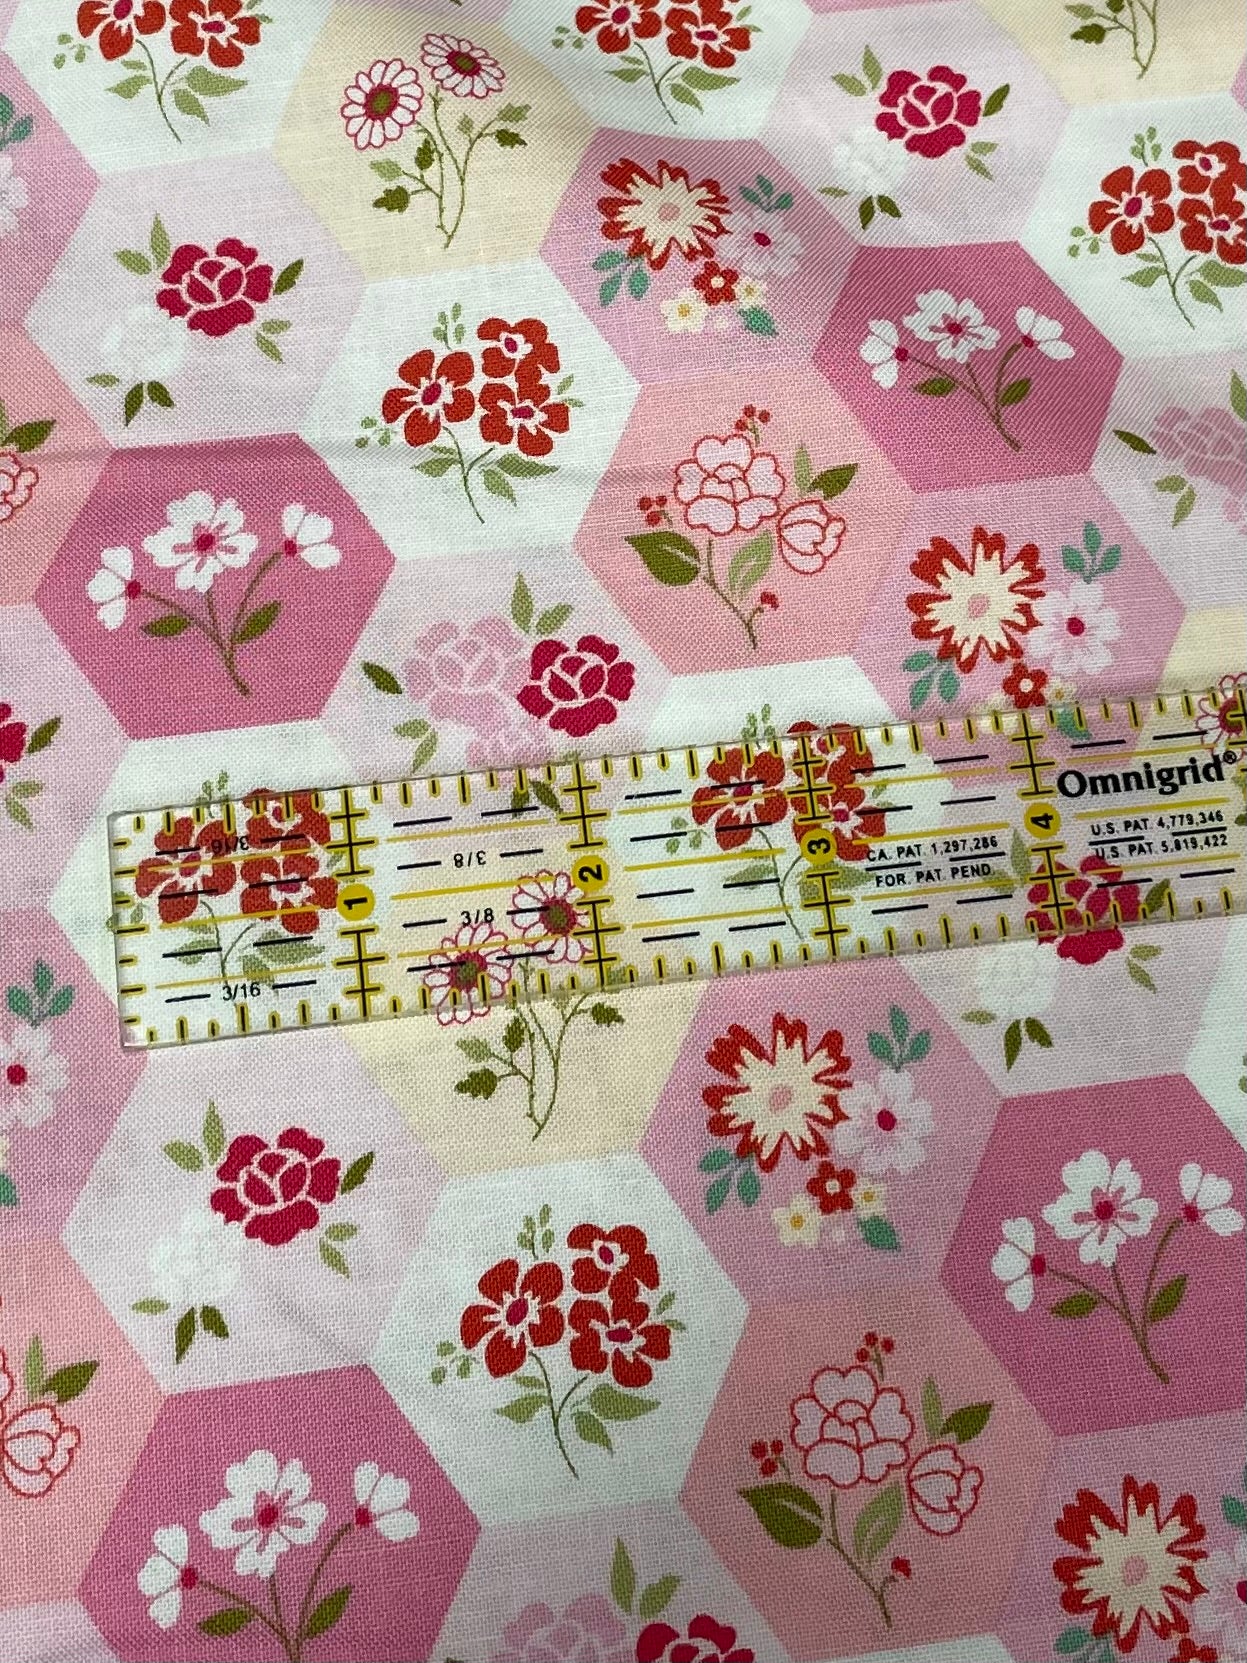 3/16
3/16
1
3/8
3/8
2
3
CA. PAT. 1,297,286
FOR. PAT. PEND.
4
Omnigrid®
U.S. PAT. 4,779,346
U.S. PAT. 5,819,422